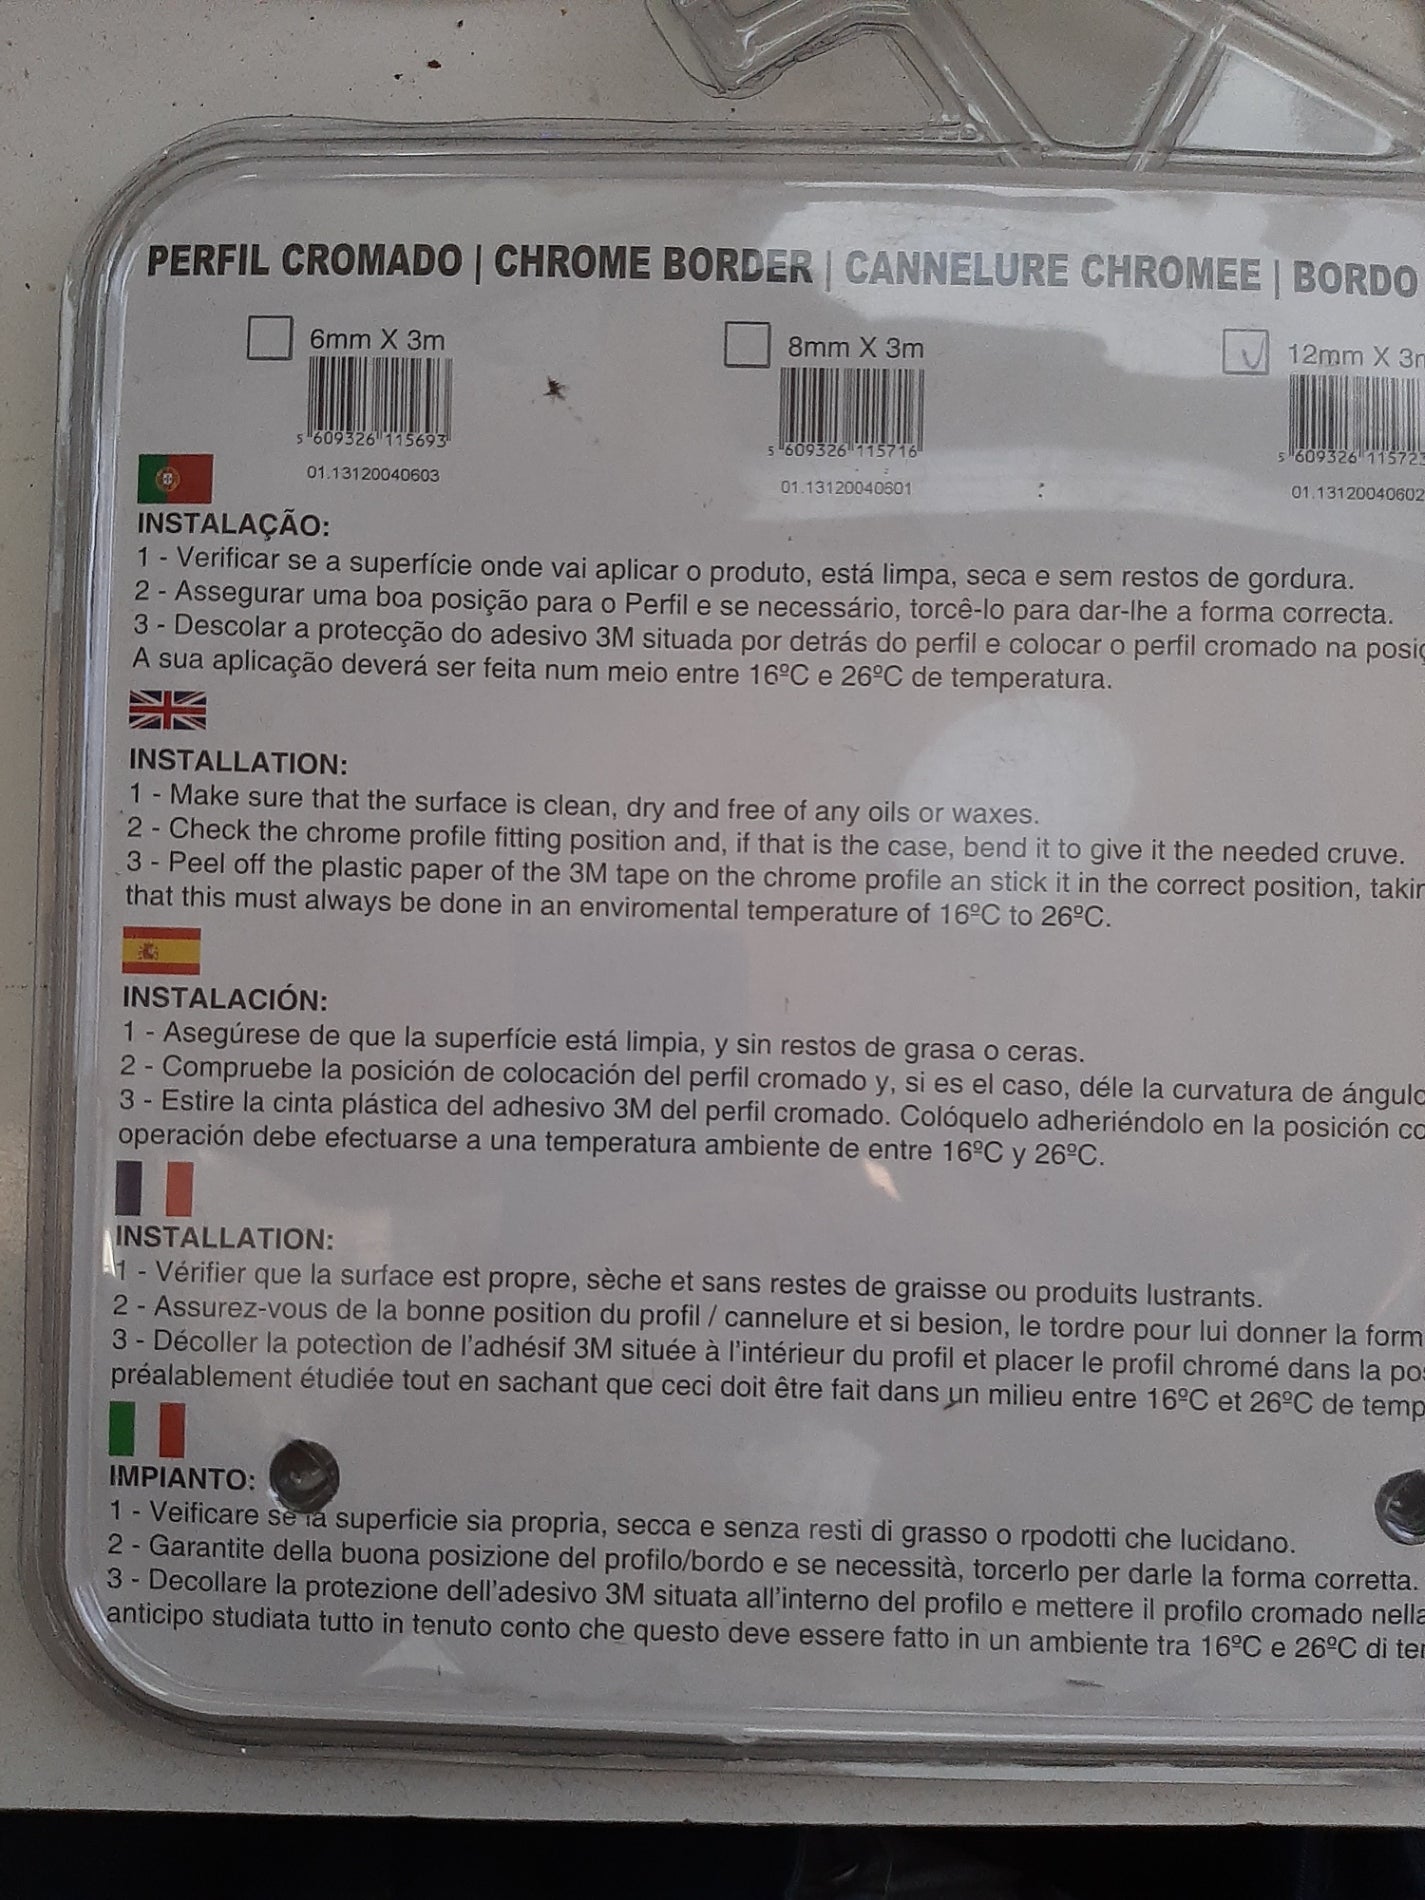 PERFIL CROMADO | CHROME BORDER | CANNELURE CHROMEE | BORDO
6mm X 3m
8mm X 3m
12mm X 3m
5 609326 115693
5 609326 115716
5 609326 115723
01.13120040603
01.13120040601
01.13120040602
INSTALAÇÃO:
1 - Verificar se a superfície onde vai aplicar o produto, está limpa, seca e sem restos de gordura.
2 - Assegurar uma boa posição para o Perfil e se necessário, torcê-lo para dar-lhe a forma correcta.
3 - Descolar a protecção do adesivo 3M situada por detrás do perfil e colocar o perfil cromado na posiç
A sua aplicação deverá ser feita num meio entre 16ºC e 26ºC de temperatura.
INSTALLATION:
1 - Make sure that the surface is clean, dry and free of any oils or waxes.
2 - Check the chrome profile fitting position and, if that is the case, bend it to give it the needed cruve.
3 - Peel off the plastic paper of the 3M tape on the chrome profile an stick it in the correct position, takin
that this must always be done in an enviromental temperature of 16ºC to 26ºC.
INSTALACIÓN:
1 - Asegúrese de que la superfície está limpia, y sin restos de grasa o ceras.
2 - Compruebe la posición de colocación del perfil cromado y, si es el caso, déle la curvatura de ángulo
3 - Estire la cinta plástica del adhesivo 3M del perfil cromado. Colóquelo adheriéndolo en la posición co
operación debe efectuarse a una temperatura ambiente de entre 16ºC y 26ºC.
INSTALLATION:
1 - Vérifier que la surface est propre, sèche et sans restes de graisse ou produits lustrants.
2 - Assurez-vous de la bonne position du profil / cannelure et si besion, le tordre pour lui donner la form
3 - Décoller la potection de l'adhésif 3M située à l'intérieur du profil et placer le profil chromé dans la pos
préalablement étudiée tout en sachant que ceci doit être fait dans un milieu entre 16ºC et 26ºC de temp
IMPIANTO:
1 - Veificare se la superficie sia propria, secca e senza resti di grasso o rpodotti che lucidano.
2 - Garantite della buona posizione del profilo/bordo e se necessità, torcerlo per darle la forma corretta.
3 - Decollare la protezione dell'adesivo 3M situata all'interno del profilo e mettere il profilo cromado nella
anticipo studiata tutto in tenuto conto che questo deve essere fatto in un ambiente tra 16ºC e 26ºC di ter